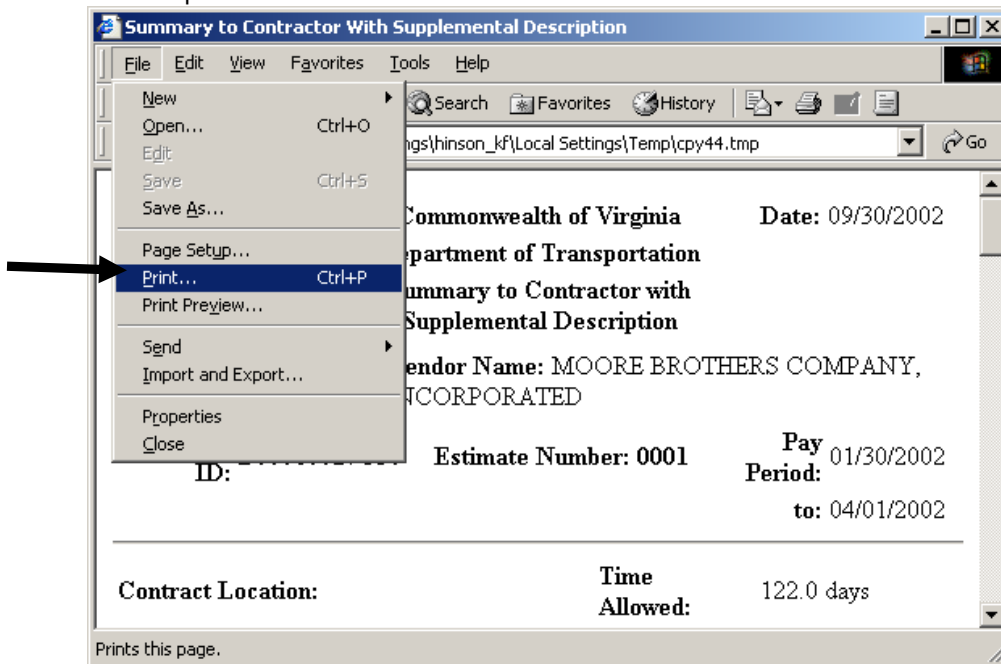 Summary to Contractor With Supplemental Description
File Edit View Favorites Tools Help
Search Favorites History
ngs\hinson_kf\Local Settings\Temp\cpy44.tmp Go
New
Open... Ctrl+O
Edit
Save Ctrl+S
Save As...
Page Setup...
Print... Ctrl+P
Print Preview...
Send
Import and Export...
Properties
Close
Commonwealth of Virginia Date: 09/30/2002
partment of Transportation
ummary to Contractor with
Supplemental Description
endor Name: MOORE BROTHERS COMPANY,
NCORPORATED
ID: Estimate Number: 0001 Pay Period: 01/30/2002
to: 04/01/2002
Contract Location: Time Allowed: 122.0 days
Prints this page.